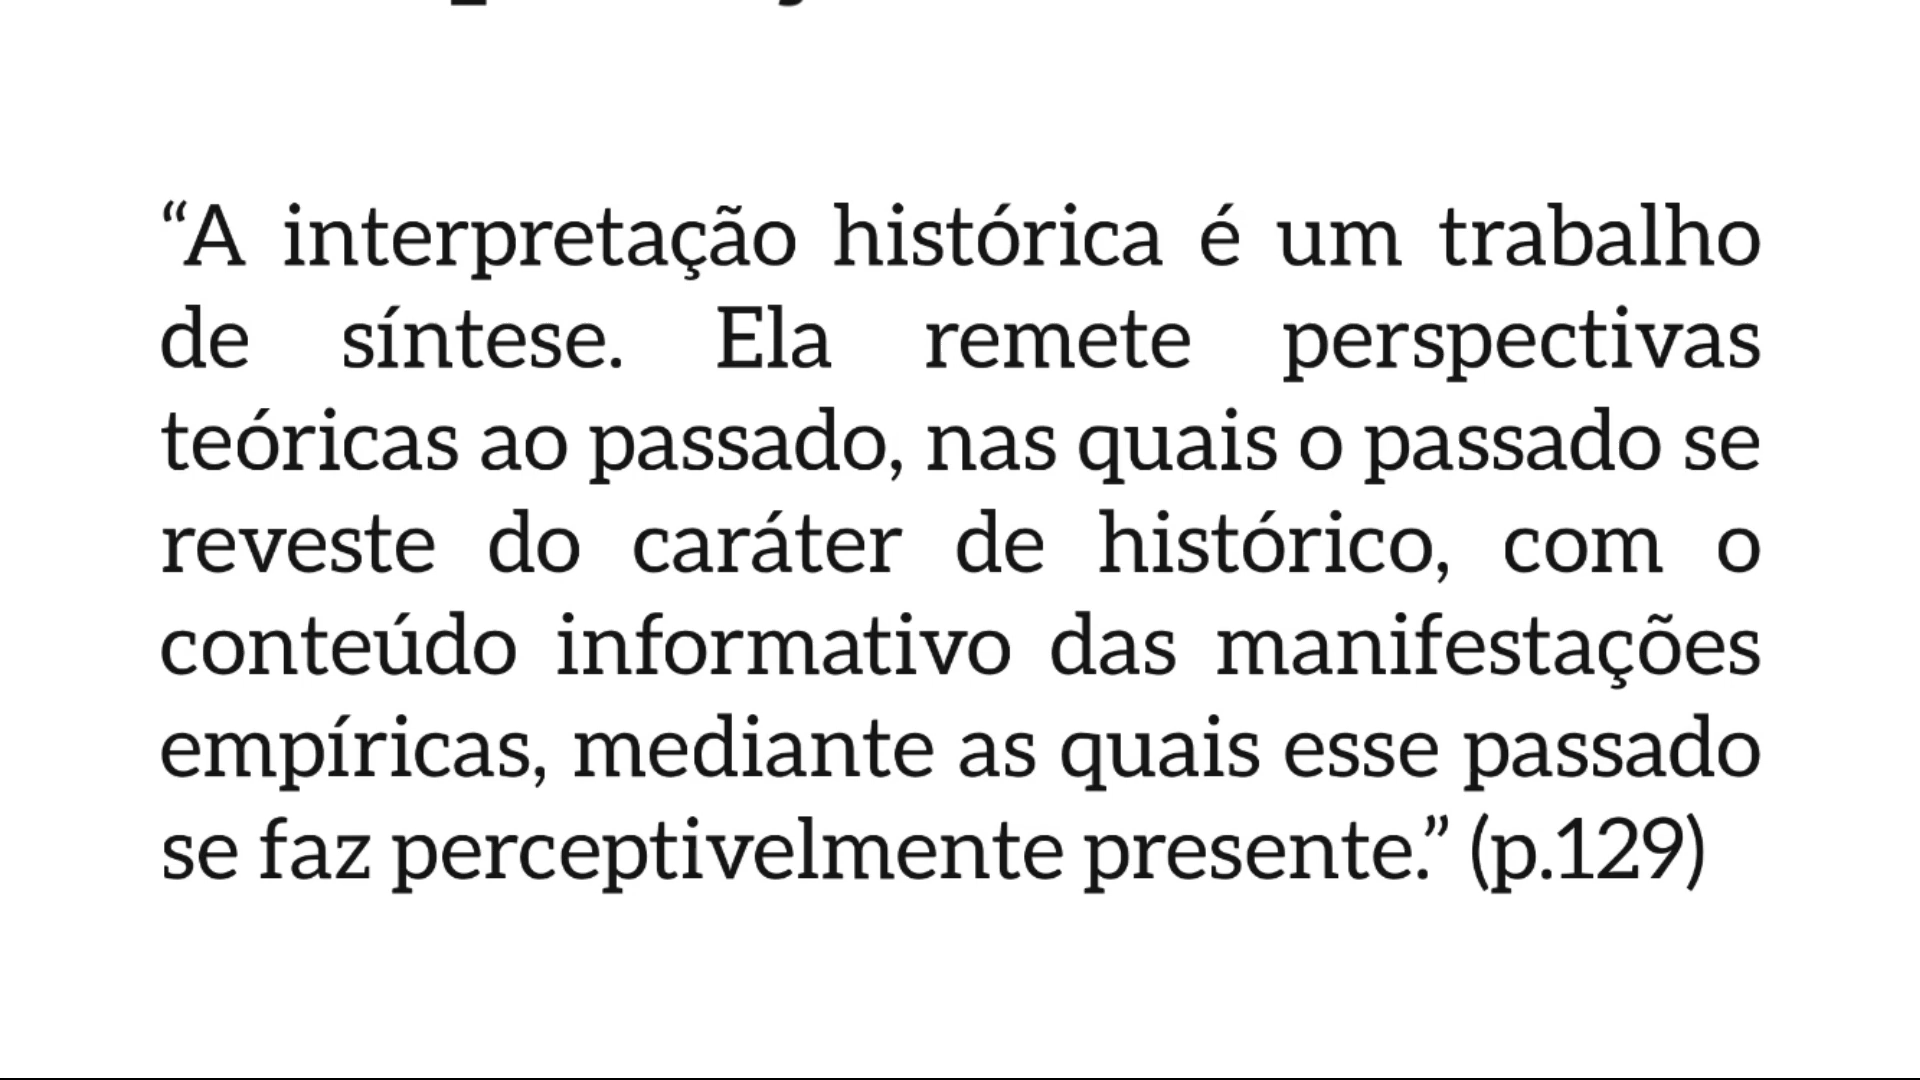 “A interpretação histórica é um trabalho
de síntese. Ela remete perspectivas
teóricas ao passado, nas quais o passado se
reveste do caráter de histórico, com o
conteúdo informativo das manifestações
empíricas, mediante as quais esse passado
se faz perceptivelmente presente.” (p.129)